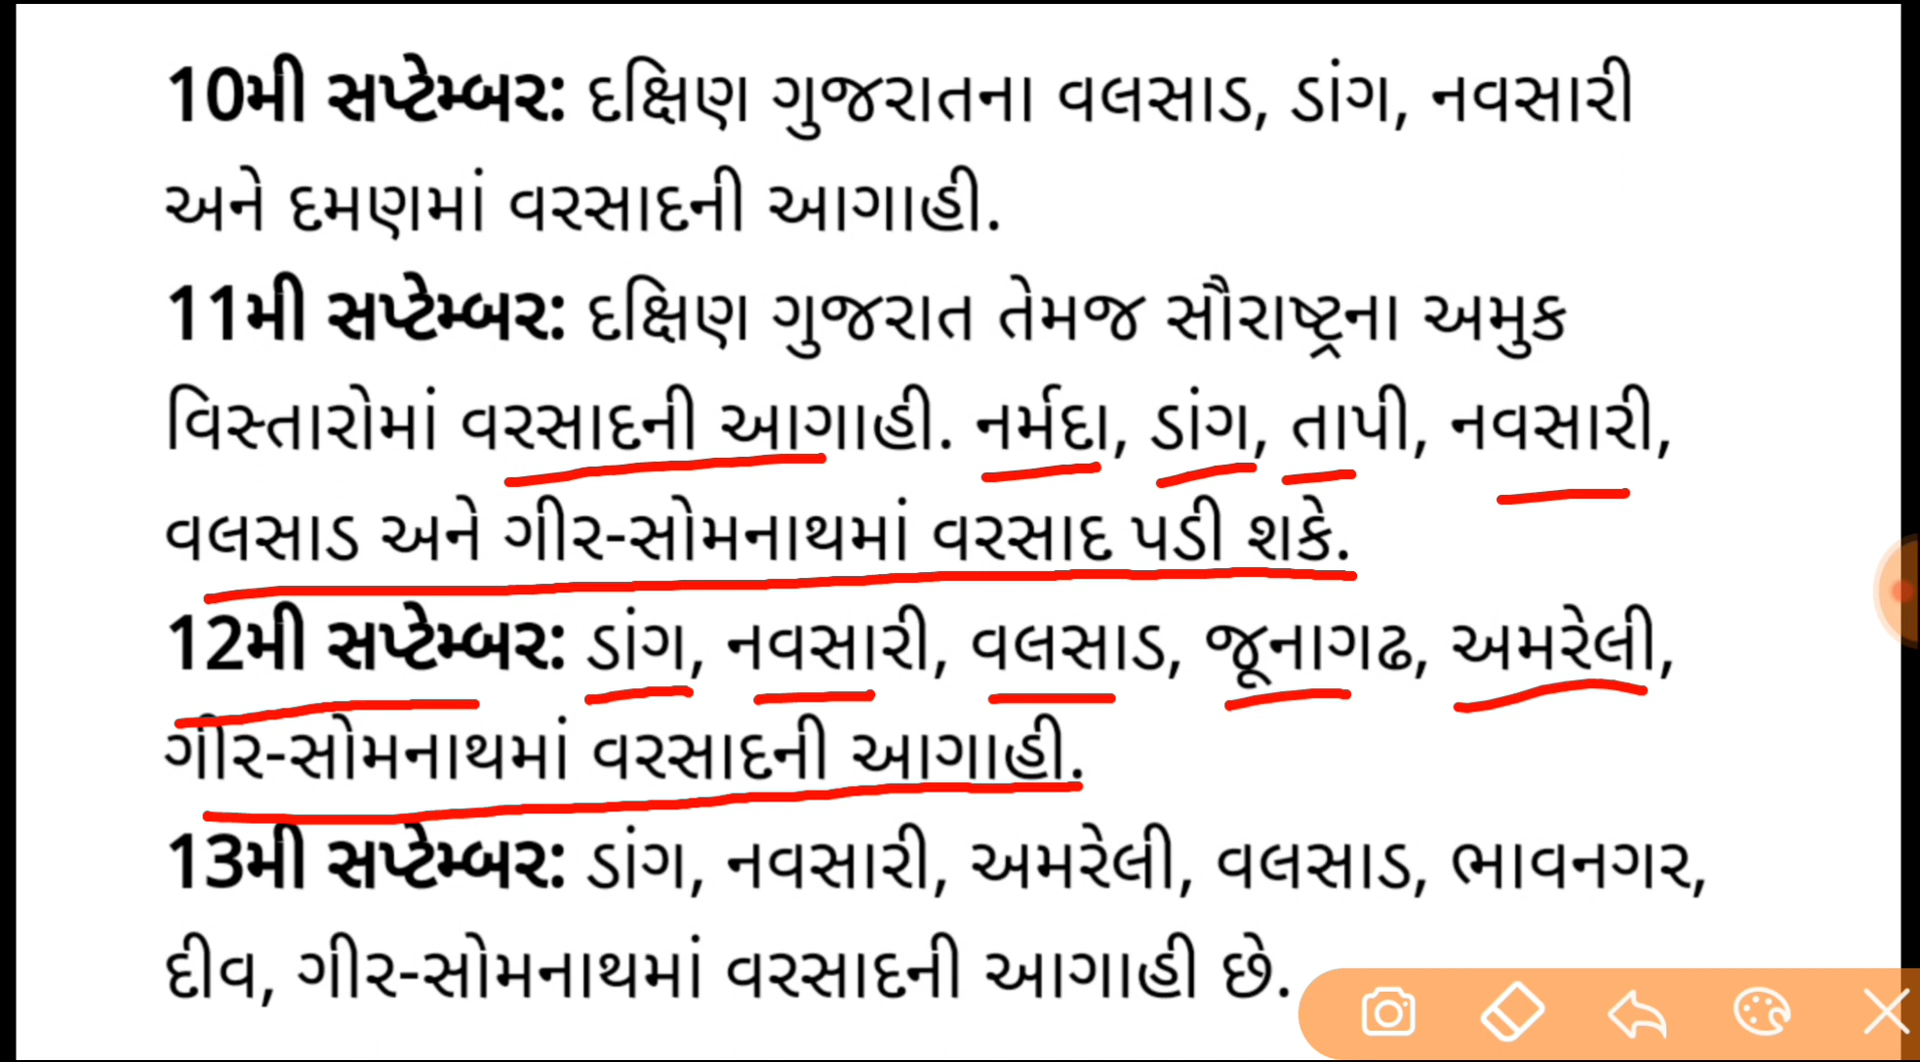 10મી સપ્ટેમ્બર: દક્ષિણ ગુજરાતના વલસાડ, ડાંગ, નવસારી
અને દમણમાં વરસાદની આગાહી.
11મી સપ્ટેમ્બર: દક્ષિણ ગુજરાત તેમજ સૌરાષ્ટ્રના અમુક
વિસ્તારોમાં વરસાદની આગાહી. નર્મદા, ડાંગ, તાપી, નવસારી,
વલસાડ અને ગીર-સોમનાથમાં વરસાદ પડી શકે.
12મી સપ્ટેમ્બર: ડાંગ, નવસારી, વલસાડ, જૂનાગઢ, અમરેલી,
ગીર-સોમનાથમાં વરસાદની આગાહી.
13મી સપ્ટેમ્બર: ડાંગ, નવસારી, અમરેલી, વલસાડ, ભાવનગર,
દીવ, ગીર-સોમનાથમાં વરસાદની આગાહી છે.